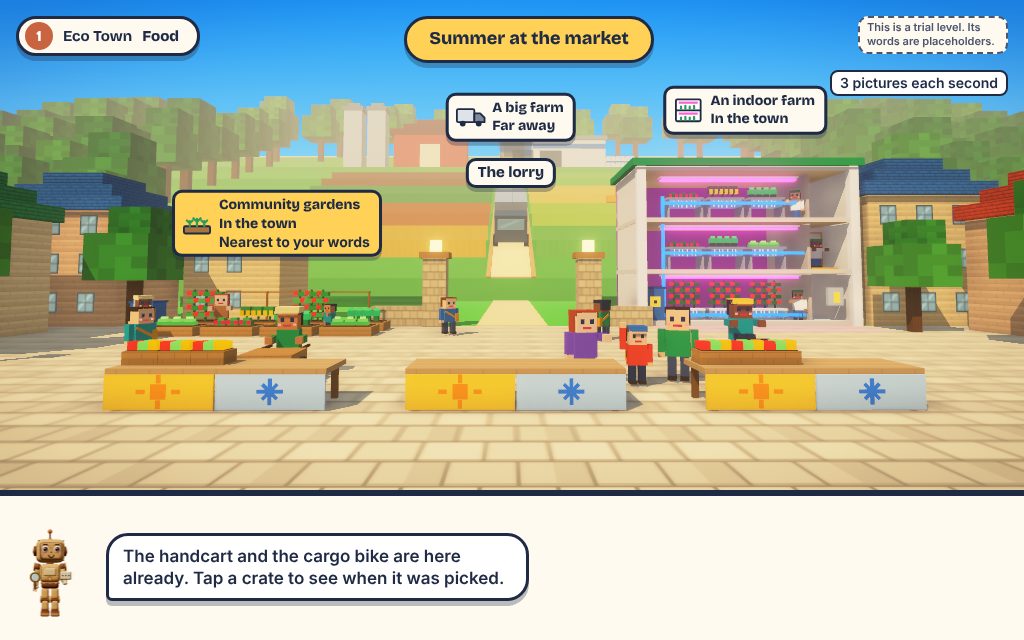 1 Eco Town Food
Summer at the market
This is a trial level. Its
words are placeholders.
3 pictures each second
A big farm
Far away
An indoor farm
In the town
The lorry
Community gardens
In the town
Nearest to your words
The handcart and the cargo bike are here
already. Tap a crate to see when it was picked.